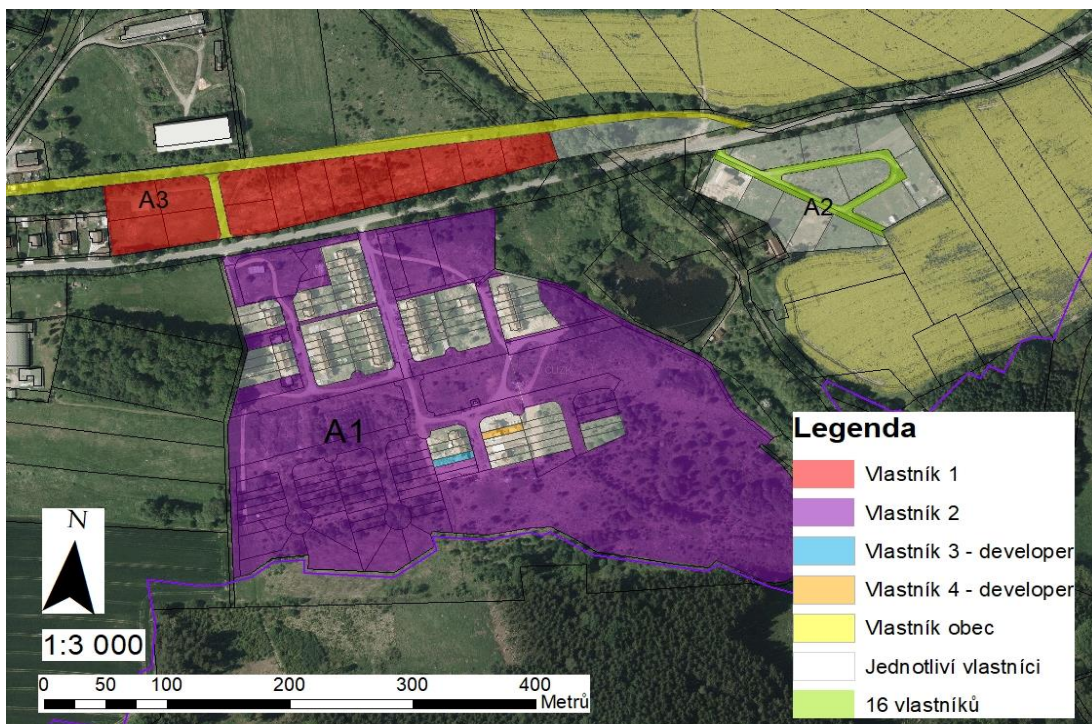 A3
A2
A1
N
1:3 000
0 50 100 200 300 400
Metrů
Legenda
Vlastník 1
Vlastník 2
Vlastník 3 - developer
Vlastník 4 - developer
Vlastník obec
Jednotliví vlastníci
16 vlastníků